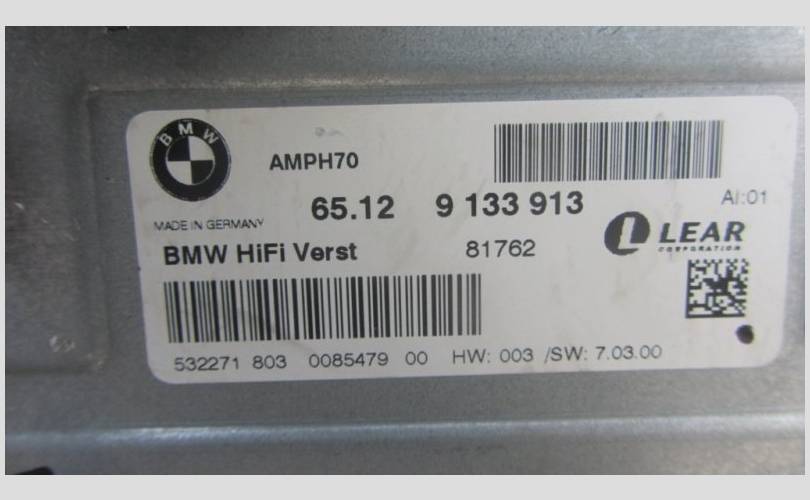 BMW
AMPH70
65.12 9 133 913
AI:01
MADE IN GERMANY
BMW HiFi Verst 81762
LEAR
CORPORATION
532271 803 0085479 00 HW: 003 /SW: 7.03.00